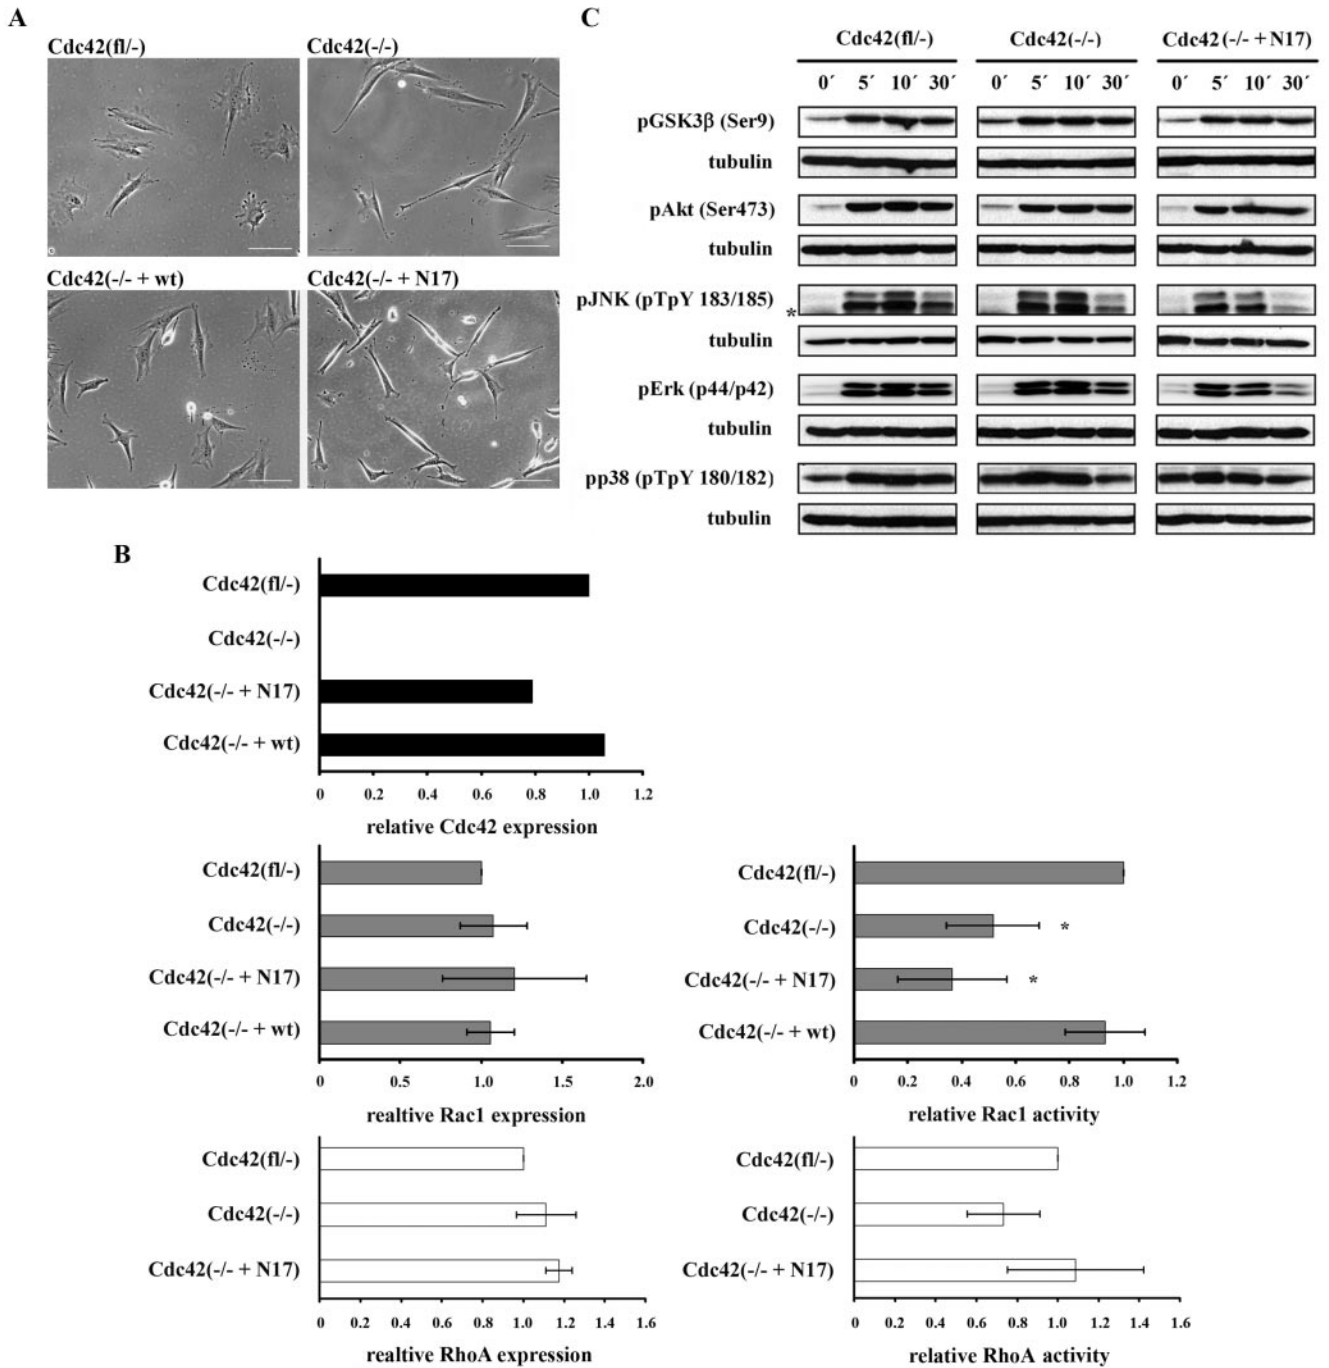 A
Cdc42(fl/-)
Cdc42(-/-)
Cdc42(-/- + wt)
Cdc42(-/- + N17)
C
Cdc42(fl/-)
Cdc42(-/-)
Cdc42(-/- + N17)
0´ 5´ 10´ 30´
0´ 5´ 10´ 30´
0´ 5´ 10´ 30´
pGSK3β (Ser9)
tubulin
pAkt (Ser473)
tubulin
pJNK (pTpY 183/185)
*
tubulin
pErk (p44/p42)
tubulin
pp38 (pTpY 180/182)
tubulin
B
Cdc42(fl/-)
Cdc42(-/-)
Cdc42(-/- + N17)
Cdc42(-/- + wt)
0 0.2 0.4 0.6 0.8 1.0 1.2
relative Cdc42 expression
Cdc42(fl/-)
Cdc42(-/-)
Cdc42(-/- + N17)
Cdc42(-/- + wt)
0 0.5 1.0 1.5 2.0
realtive Rac1 expression
Cdc42(fl/-)
Cdc42(-/-)
*
Cdc42(-/- + N17)
*
Cdc42(-/- + wt)
0 0.2 0.4 0.6 0.8 1.0 1.2
relative Rac1 activity
Cdc42(fl/-)
Cdc42(-/-)
Cdc42(-/- + N17)
0 0.2 0.4 0.6 0.8 1.0 1.2 1.4 1.6
realtive RhoA expression
Cdc42(fl/-)
Cdc42(-/-)
Cdc42(-/- + N17)
0 0.2 0.4 0.6 0.8 1.0 1.2 1.4 1.6
relative RhoA activity